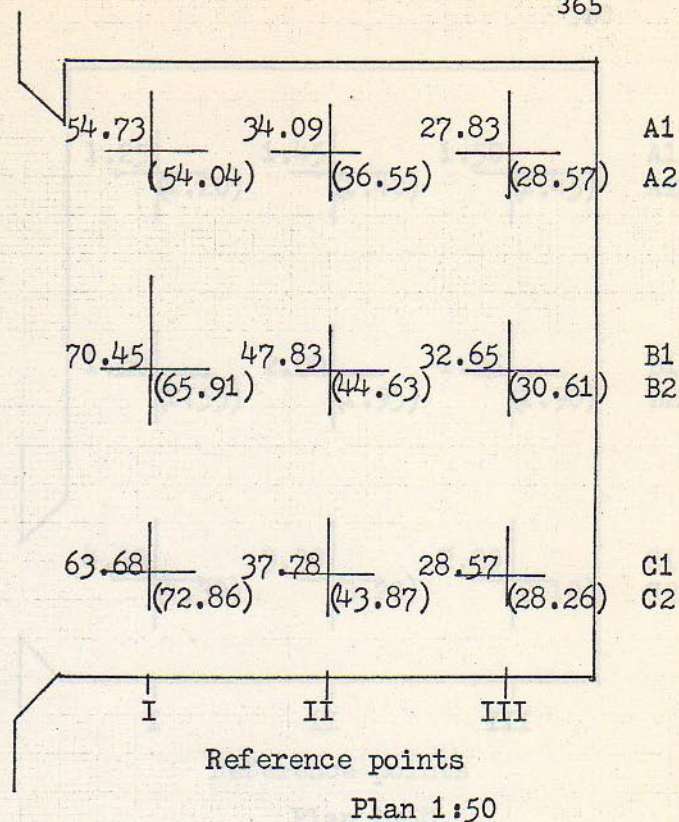 365
54.73 34.09 27.83 A1
(54.04) (36.55) (28.57) A2
70.45 47.83 32.65 B1
(65.91) (44.63) (30.61) B2
63.68 37.78 28.57 C1
(72.86) (43.87) (28.26) C2
I II III
Reference points
Plan 1:50